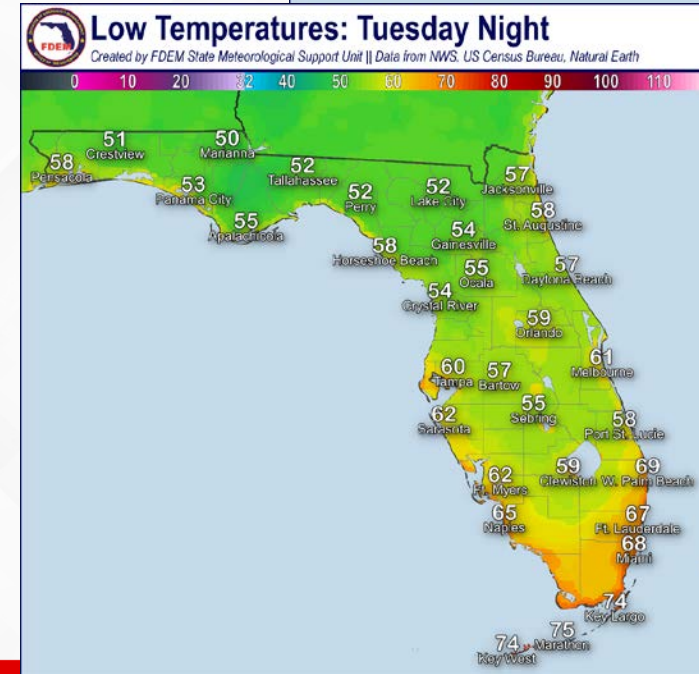 FDEM
Low Temperatures: Tuesday Night
Created by FDEM State Meteorological Support Unit || Data from NWS. US Census Bureau, Natural Earth
0 10 20 32 40 50 60 70 80 90 100 110
51
Crestview
50
Marianna
58
Pensacola
53
Panama City
52
Tallahassee
52
Perry
52
Lake City
57
Jacksonville
55
Apalachicola
58
St. Augustine
54
Gainesville
58
Horseshoe Beach
55
Ocala
57
Daytona Beach
54
Crystal River
59
Orlando
61
Melbourne
60
Tampa
57
Bartow
55
Sebring
62
Sarasota
58
Port St. Lucie
62
Ft. Myers
59
Clewiston
69
W. Palm Beach
65
Naples
67
Ft. Lauderdale
68
Miami
74
Key Largo
75
Marathon
74
Key West